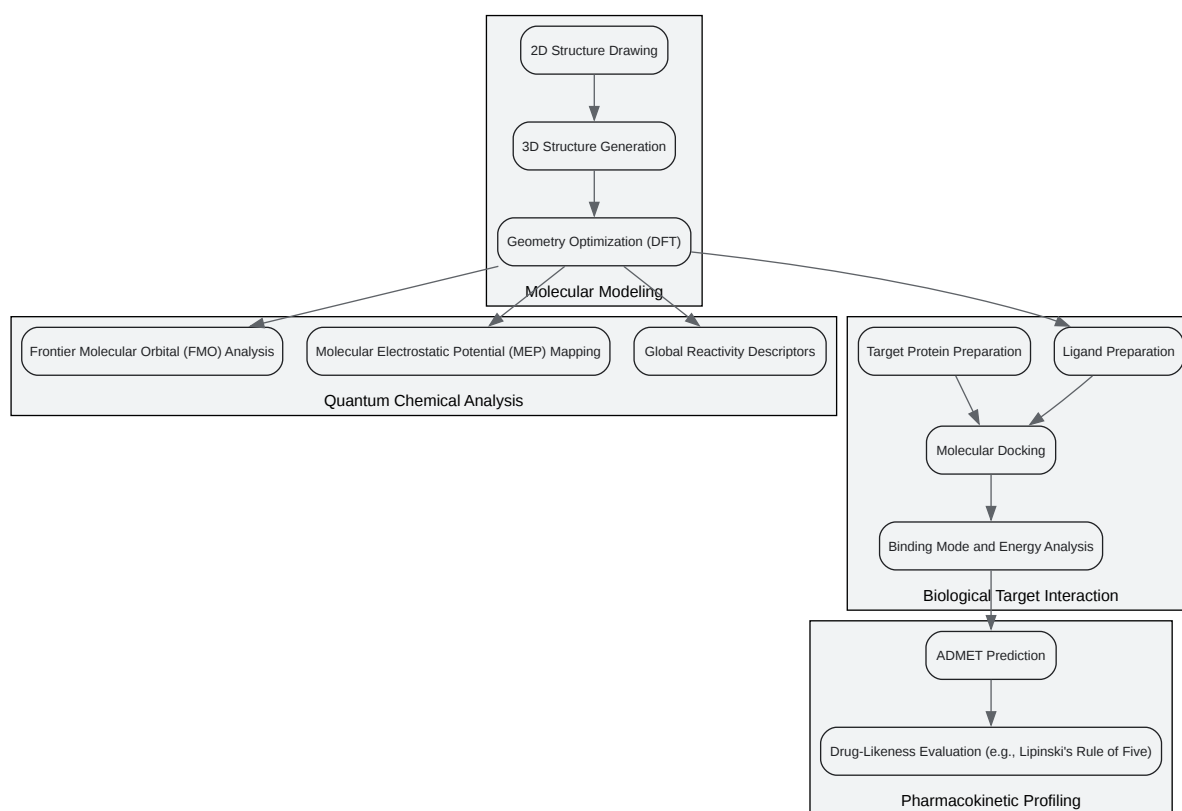 2D Structure Drawing
3D Structure Generation
Geometry Optimization (DFT)
Molecular Modeling
Frontier Molecular Orbital (FMO) Analysis
Molecular Electrostatic Potential (MEP) Mapping
Global Reactivity Descriptors
Quantum Chemical Analysis
Target Protein Preparation
Ligand Preparation
Molecular Docking
Binding Mode and Energy Analysis
Biological Target Interaction
ADMET Prediction
Drug-Likeness Evaluation (e.g., Lipinski's Rule of Five)
Pharmacokinetic Profiling